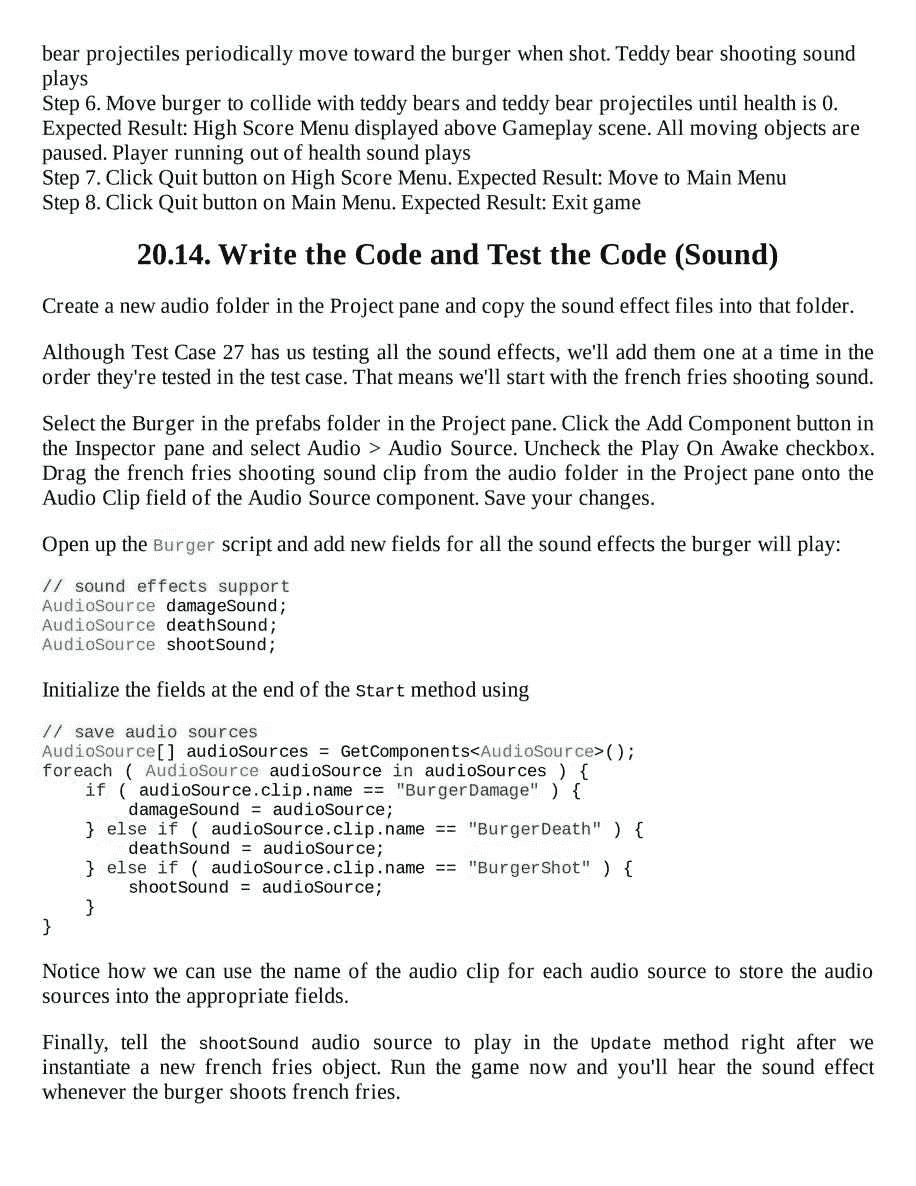 bear projectiles periodically move toward the burger when shot. Teddy bear shooting sound
plays
Step 6. Move burger to collide with teddy bears and teddy bear projectiles until health is 0.
Expected Result: High Score Menu displayed above Gameplay scene. All moving objects are
paused. Player running out of health sound plays
Step 7. Click Quit button on High Score Menu. Expected Result: Move to Main Menu
Step 8. Click Quit button on Main Menu. Expected Result: Exit game
20.14. Write the Code and Test the Code (Sound)
Create a new audio folder in the Project pane and copy the sound effect files into that folder.
Although Test Case 27 has us testing all the sound effects, we'll add them one at a time in the
order they're tested in the test case. That means we'll start with the french fries shooting sound.
Select the Burger in the prefabs folder in the Project pane. Click the Add Component button in
the Inspector pane and select Audio > Audio Source. Uncheck the Play On Awake checkbox.
Drag the french fries shooting sound clip from the audio folder in the Project pane onto the
Audio Clip field of the Audio Source component. Save your changes.
Open up the Burger script and add new fields for all the sound effects the burger will play:
// sound effects support
AudioSource damageSound;
AudioSource deathSound;
AudioSource shootSound;
Initialize the fields at the end of the Start method using
// save audio sources
AudioSource[] audioSources = GetComponents<AudioSource>();
foreach ( AudioSource audioSource in audioSources ) {
    if ( audioSource.clip.name == "BurgerDamage" ) {
        damageSound = audioSource;
    } else if ( audioSource.clip.name == "BurgerDeath" ) {
        deathSound = audioSource;
    } else if ( audioSource.clip.name == "BurgerShot" ) {
        shootSound = audioSource;
    }
}
Notice how we can use the name of the audio clip for each audio source to store the audio
sources into the appropriate fields.
Finally, tell the shootSound audio source to play in the Update method right after we
instantiate a new french fries object. Run the game now and you'll hear the sound effect
whenever the burger shoots french fries.